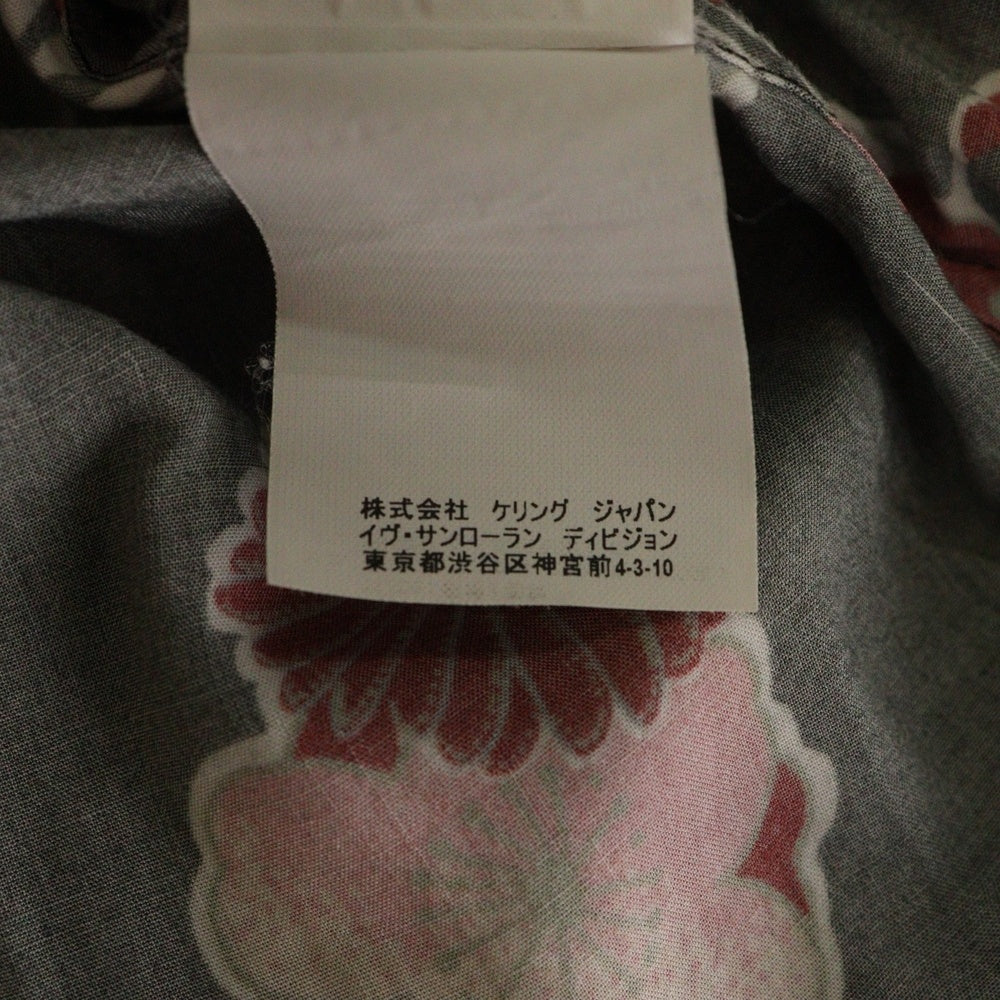 株式会社 ケリング ジャパン
イヴ・サンローラン ディビジョン
東京都渋谷区神宮前4-3-10